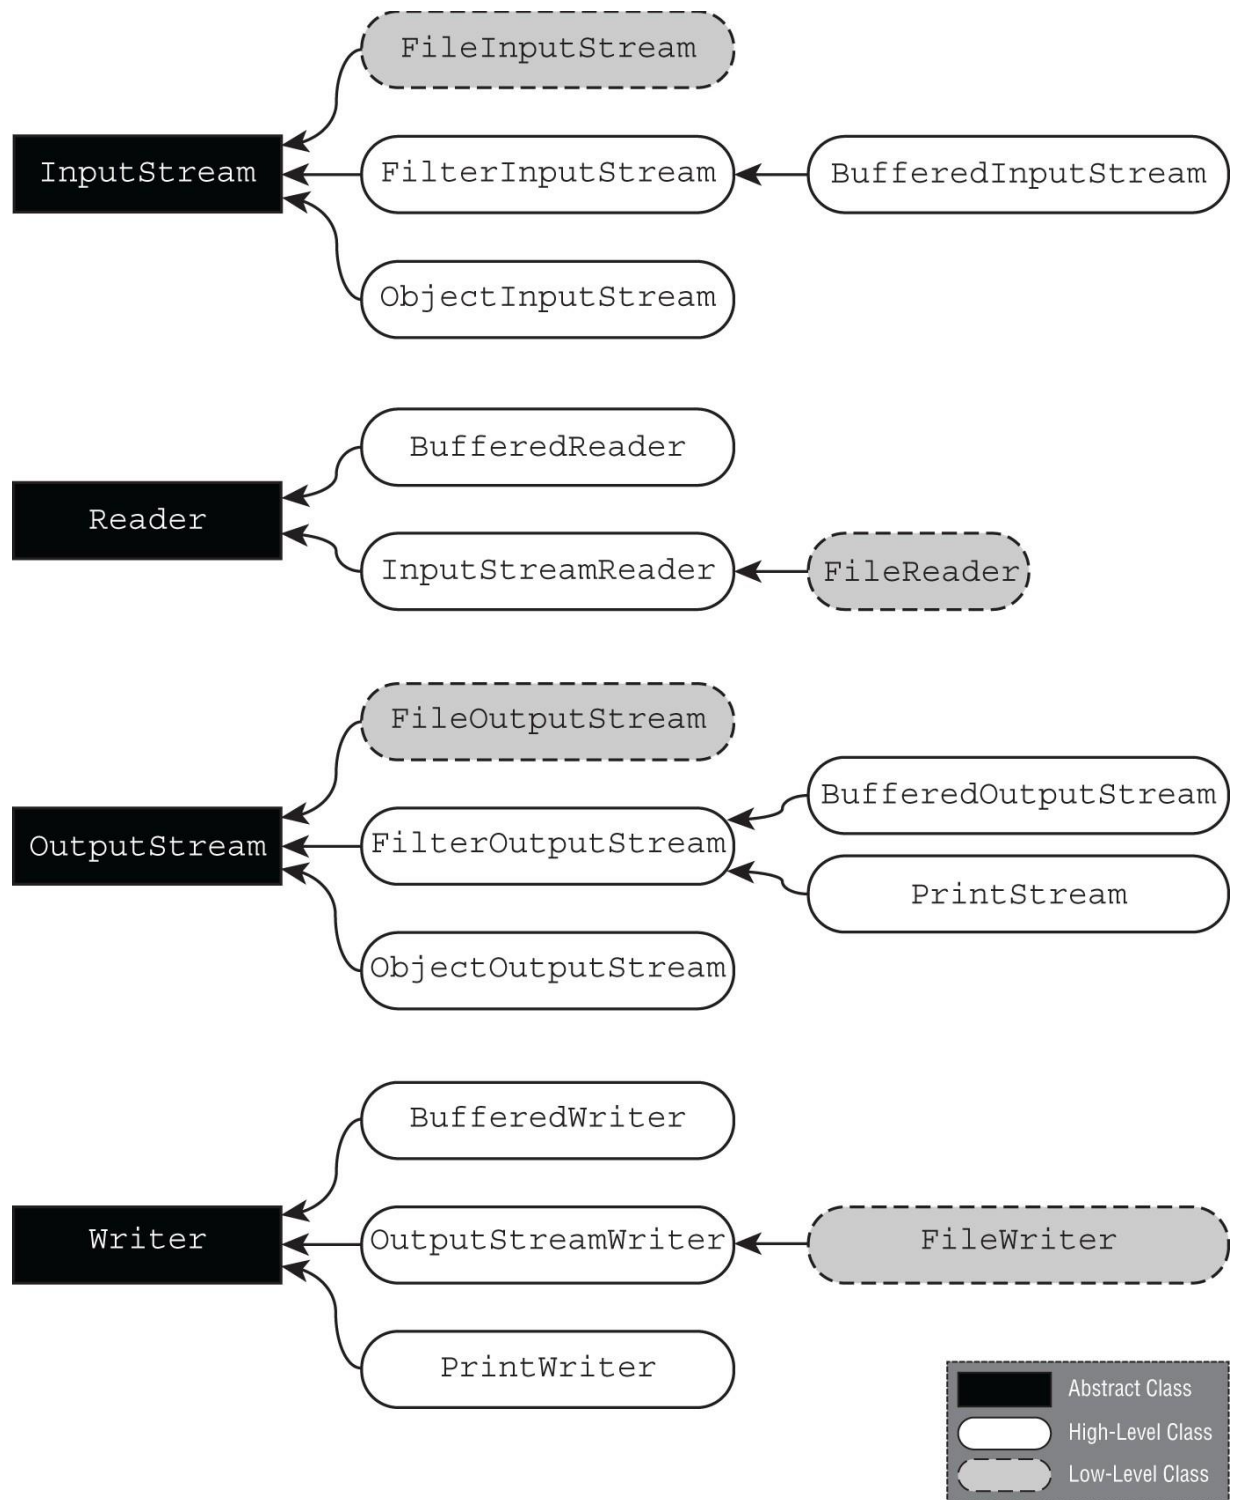 FileInputStream
InputStream
FilterInputStream
BufferedInputStream
ObjectInputStream
BufferedReader
Reader
InputStreamReader
FileReader
FileOutputStream
BufferedOutputStream
OutputStream
FilterOutputStream
PrintStream
ObjectOutputStream
BufferedWriter
Writer
OutputStreamWriter
FileWriter
PrintWriter
Abstract Class
High-Level Class
Low-Level Class